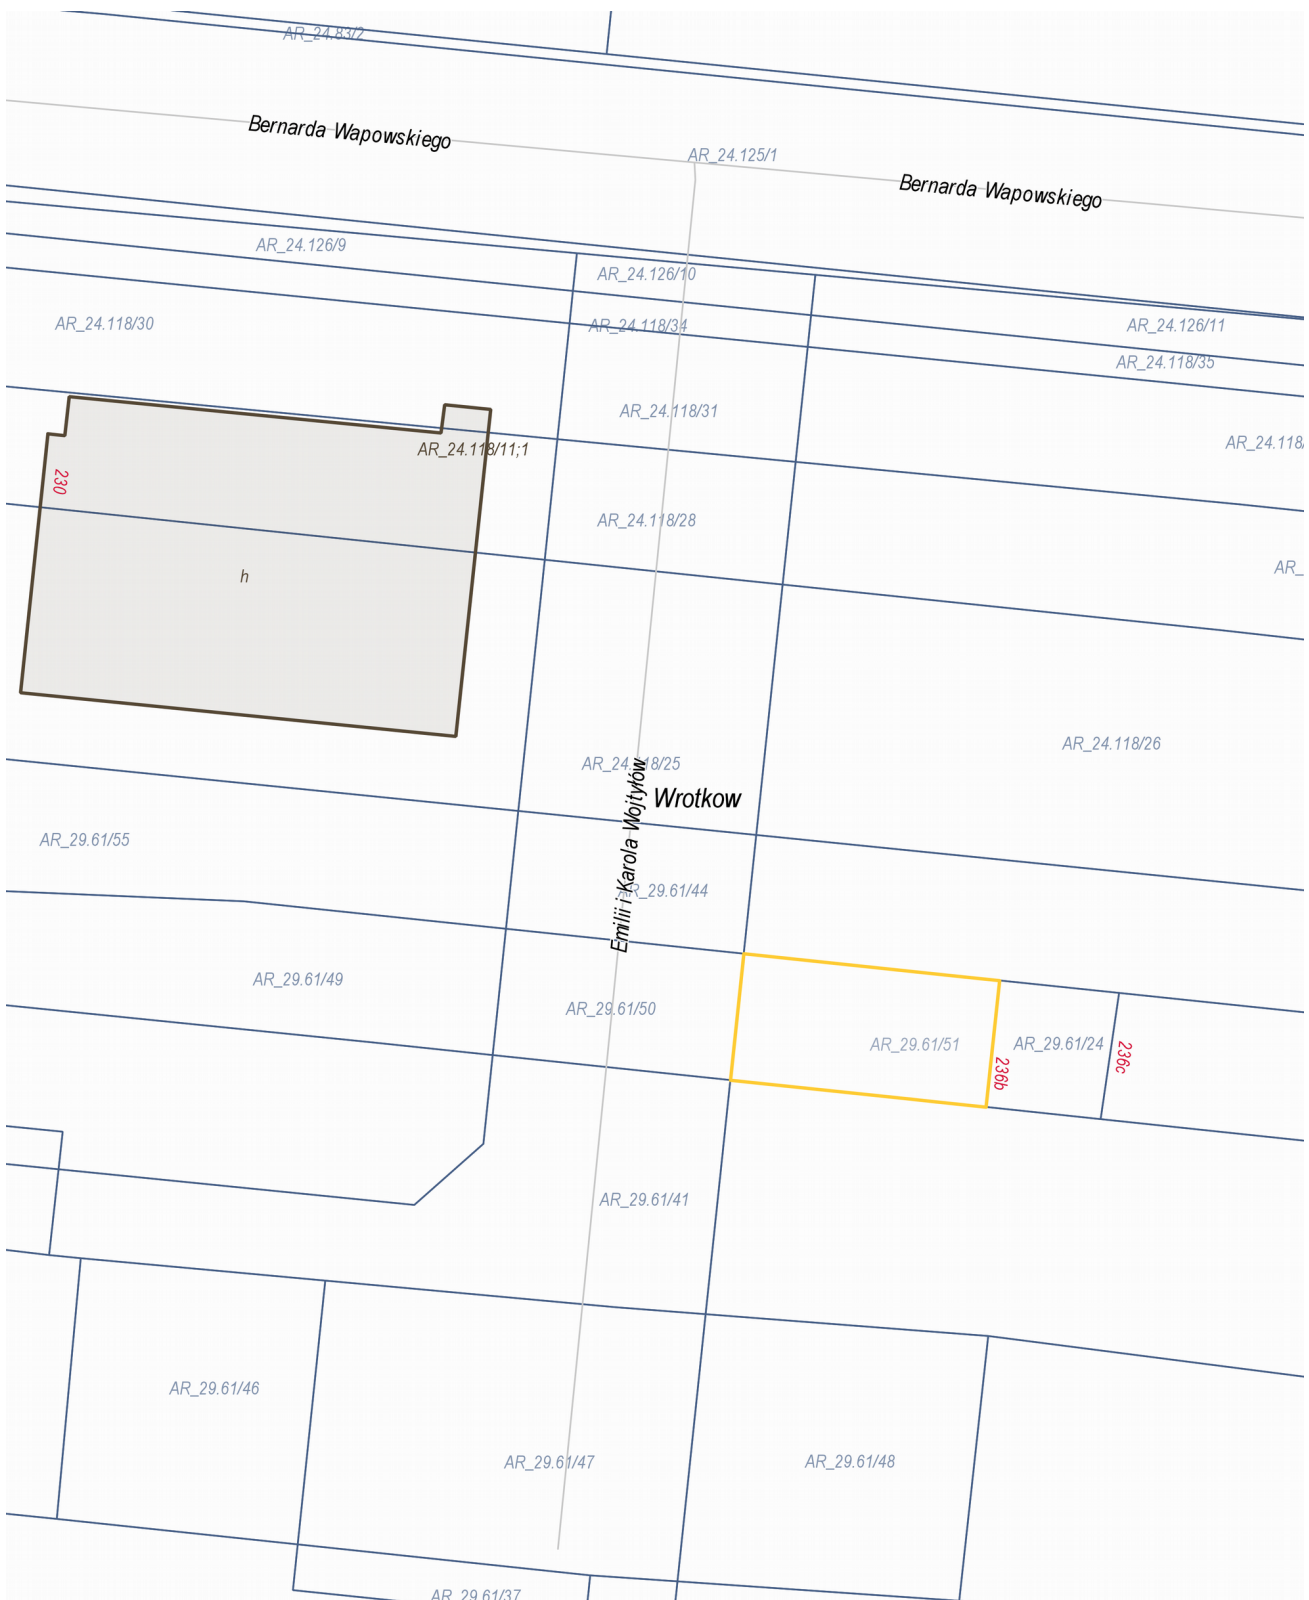 AR_24.83/2
Bernarda Wapowskiego
AR_24.125/1
Bernarda Wapowskiego
AR_24.126/9
AR_24.126/10
AR_24.126/11
AR_24.118/30
AR_24.118/34
AR_24.118/35
AR_24.118/31
AR_24.118/
AR_24.118/11;1
230
AR_24.118/28
AR_
h
AR_24.118/26
AR_24.118/25
Wrotkow
Emilii i Karola Wojtyłów
AR_29.61/55
AR_29.61/44
AR_29.61/49
AR_29.61/50
AR_29.61/51
AR_29.61/24
236b
236c
AR_29.61/41
AR_29.61/46
AR_29.61/47
AR_29.61/48
AR_29.61/37